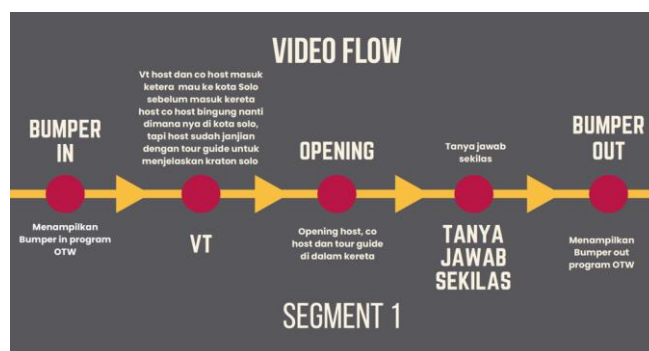 VIDEO FLOW
BUMPER
IN
Menampilkan
Bumper in program
OTW
Vt host dan co host masuk
ketera mau ke kota Solo
sebelum masuk kereta
host co host bingung nanti
dimana nya di kota solo,
tapi host sudah janjian
dengan tour guide untuk
menjelaskan kraton solo
VT
OPENING
Opening host, co
host dan tour guide
di dalam kereta
Tanya jawab
sekilas
TANYA
JAWAB
SEKILAS
BUMPER
OUT
Menampilkan
Bumper out
program OTW
SEGMENT 1